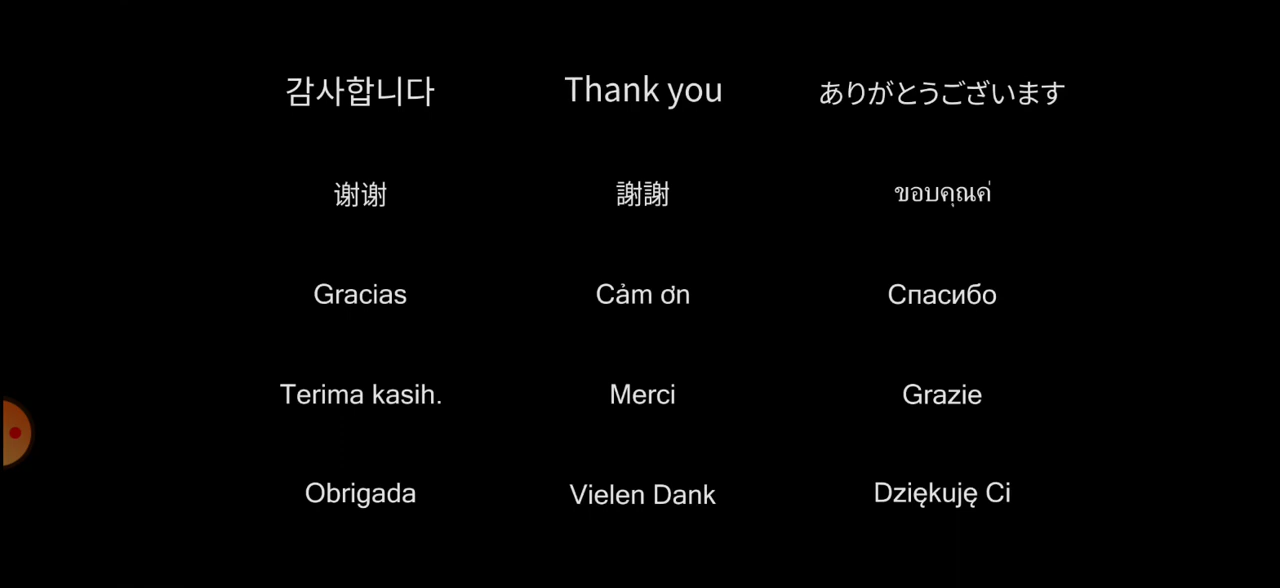 감사합니다 Thank you ありがとうございます
谢谢 謝謝 ขอบคุณค่
Gracias Cảm ơn Спасибо
Terima kasih. Merci Grazie
Obrigada Vielen Dank Dziękuję Ci